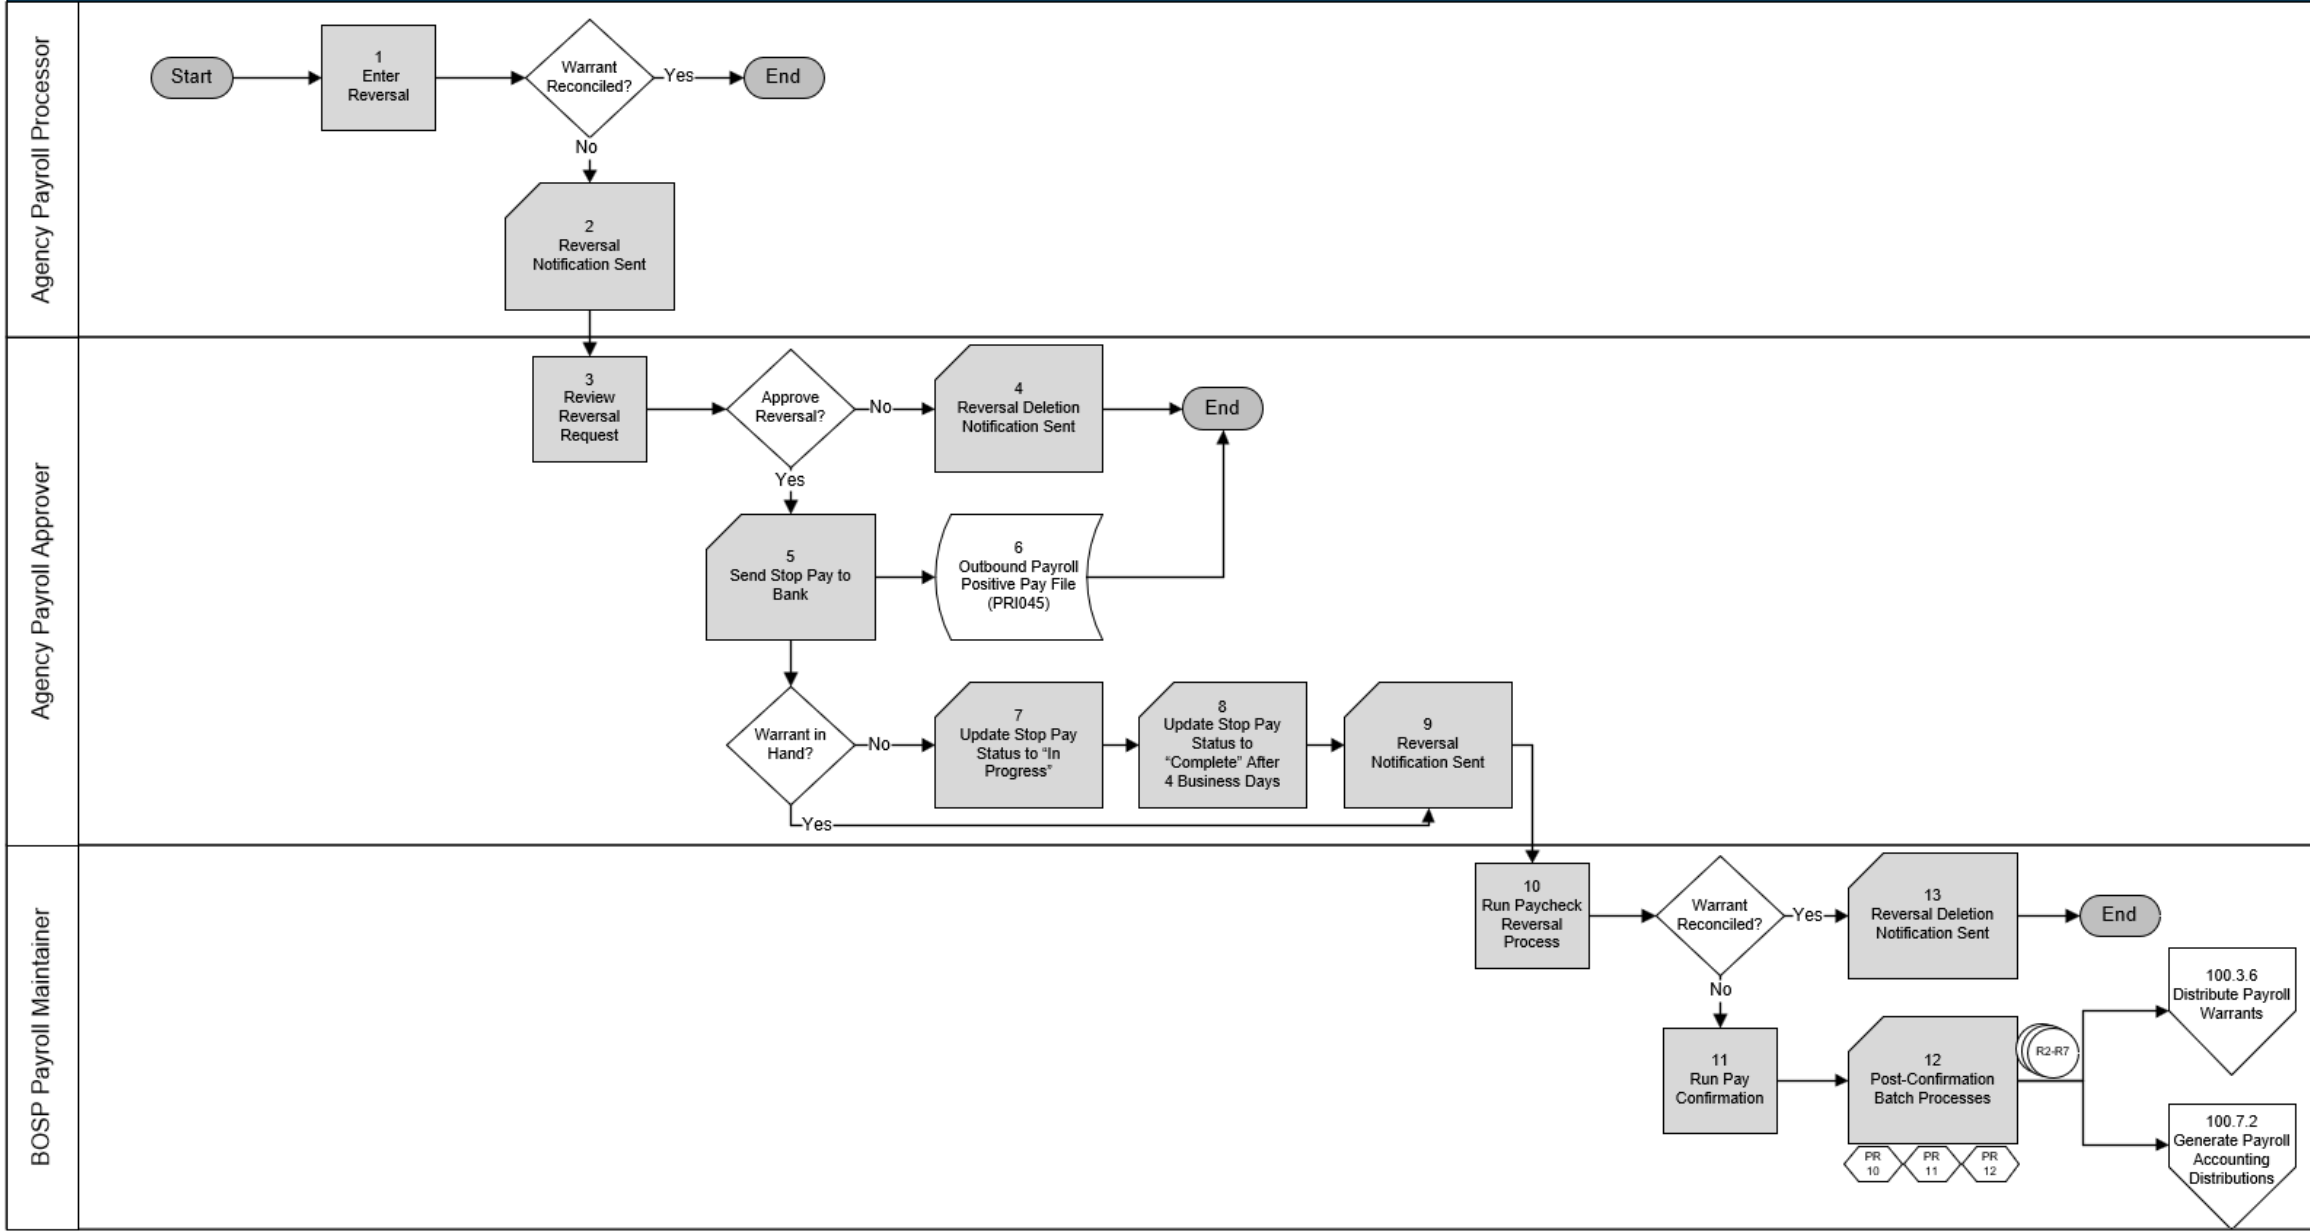 Agency Payroll Processor
Start
1
Enter
Reversal
Warrant
Reconciled?
Yes
End
No
2
Reversal
Notification Sent
Agency Payroll Approver
3
Review
Reversal
Request
Approve
Reversal?
No
4
Reversal Deletion
Notification Sent
End
Yes
5
Send Stop Pay to
Bank
6
Outbound Payroll
Positive Pay File
(PRI045)
Warrant in
Hand?
No
7
Update Stop Pay
Status to “In
Progress”
8
Update Stop Pay
Status to
“Complete” After
4 Business Days
9
Reversal
Notification Sent
Yes
BOSP Payroll Maintainer
10
Run Paycheck
Reversal
Process
Warrant
Reconciled?
Yes
13
Reversal Deletion
Notification Sent
End
No
11
Run Pay
Confirmation
12
Post-Confirmation
Batch Processes
R2-R7
PR
10
PR
11
PR
12
100.3.6
Distribute Payroll
Warrants
100.7.2
Generate Payroll
Accounting
Distributions